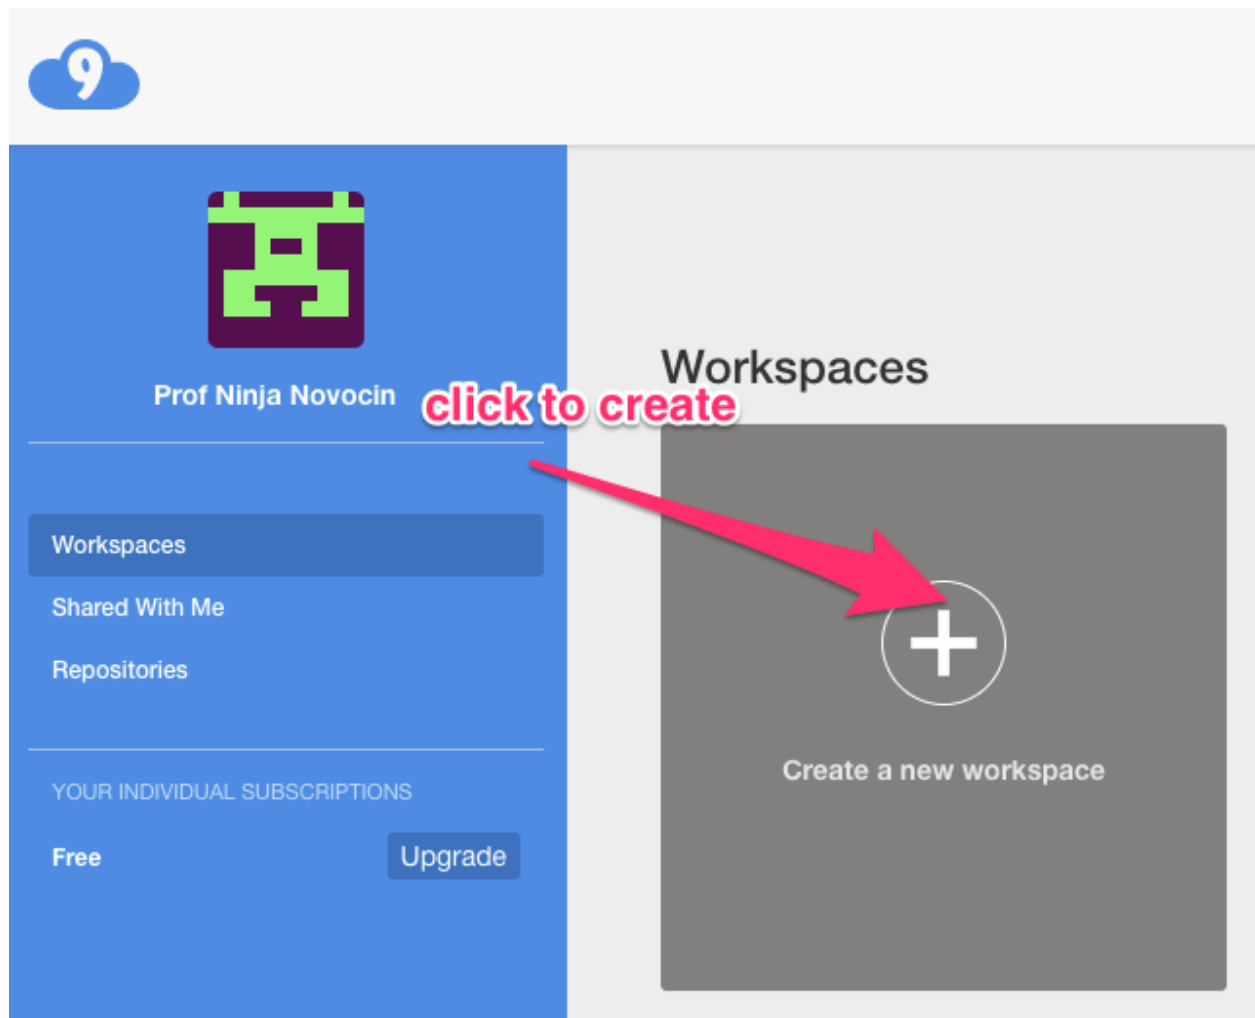 9
Prof Ninja Novocin
Workspaces
Shared With Me
Repositories
YOUR INDIVIDUAL SUBSCRIPTIONS
Free
Upgrade
Workspaces
click to create
Create a new workspace